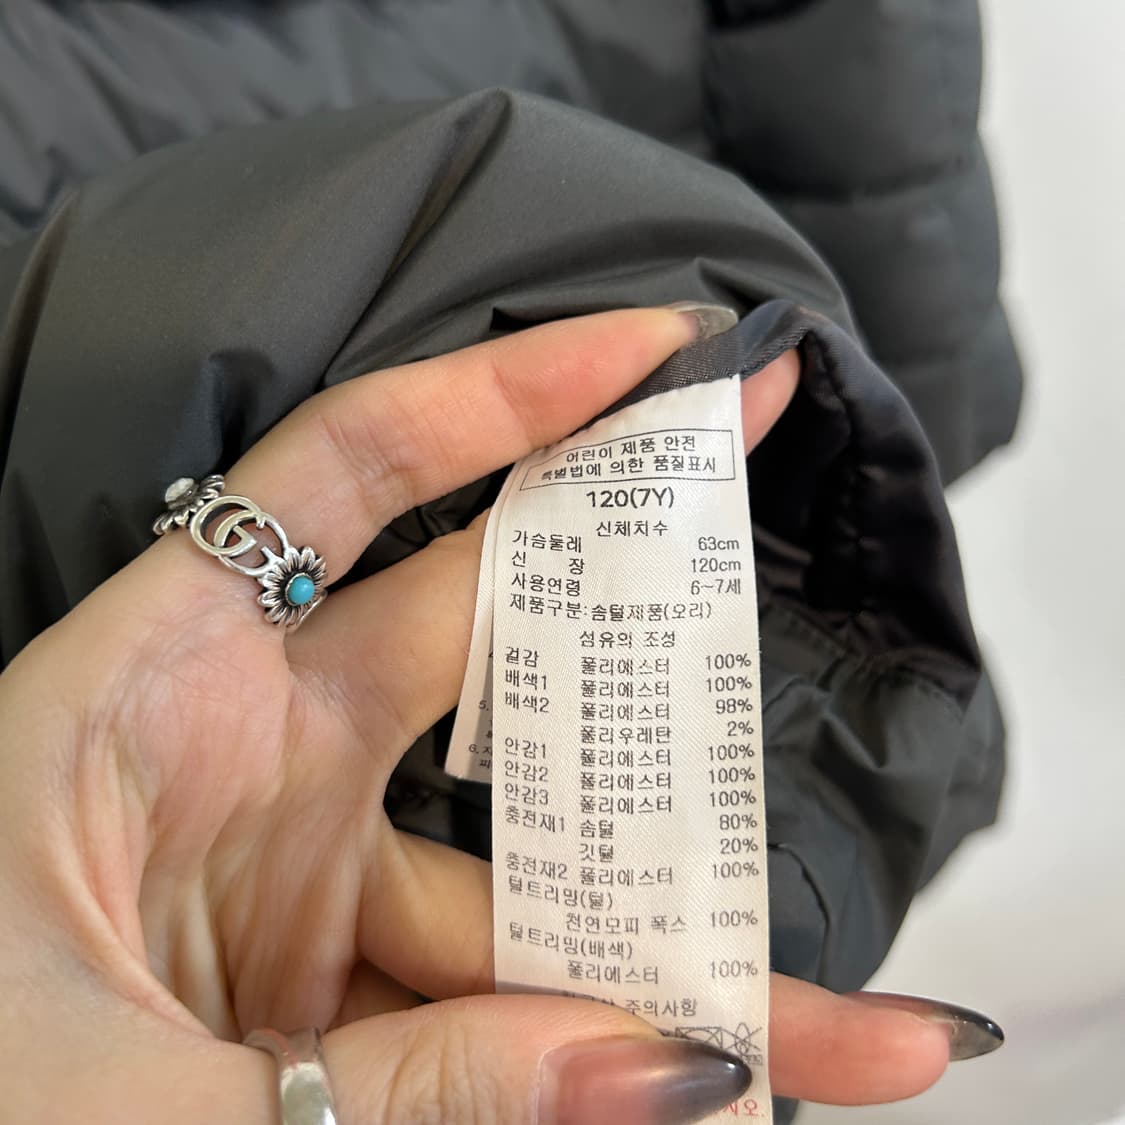 어린이 제품 안전
특별법에 의한 품질표시
120(7Y)
신체치수
가슴둘레 63cm
신 장 120cm
사용연령 6~7세
제품구분:솜털제품(오리)
섬유의 조성
겉감 폴리에스터 100%
배색1 폴리에스터 100%
배색2 폴리에스터 98%
폴리우레탄 2%
안감1 폴리에스터 100%
안감2 폴리에스터 100%
안감3 폴리에스터 100%
충전재1 솜털 80%
깃털 20%
충전재2 폴리에스터 100%
털트리밍(털)
천연모피 폭스 100%
털트리밍(배색)
폴리에스터 100%
주의사항
5.
6.